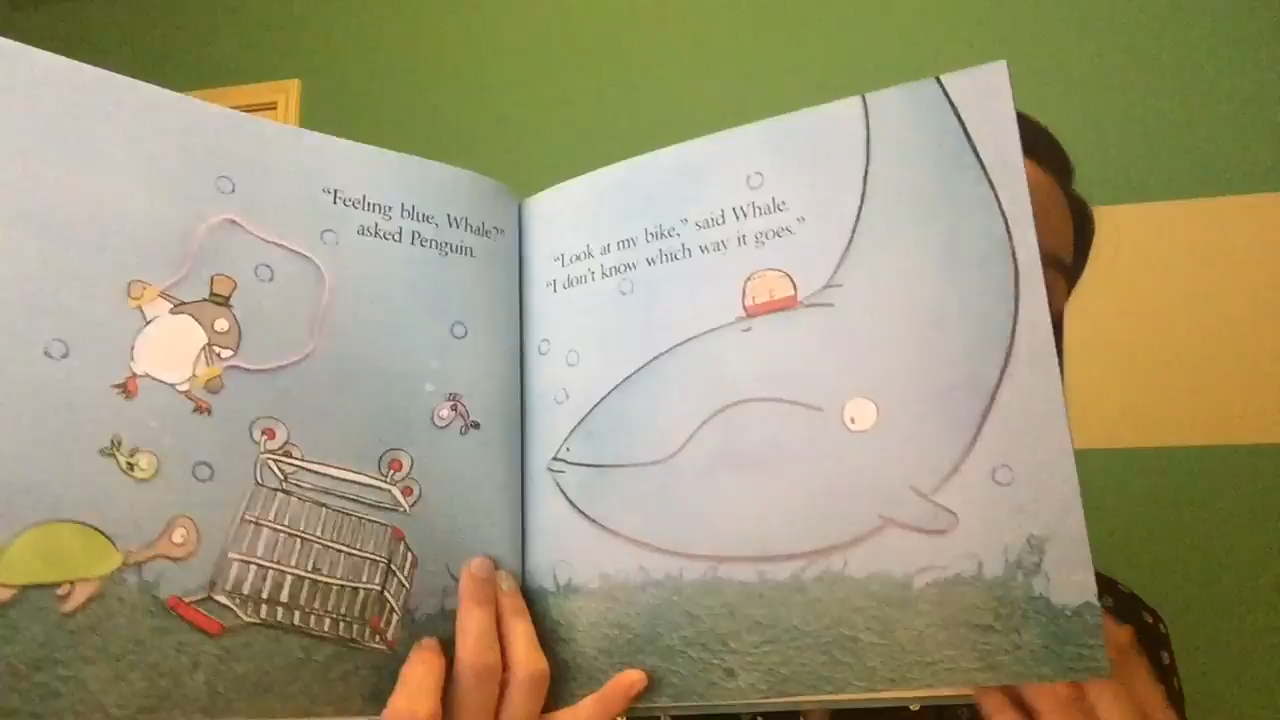 “Feeling blue, Whale?”
asked Penguin.
“Look at my bike,” said Whale.
“I don’t know which way it goes.”